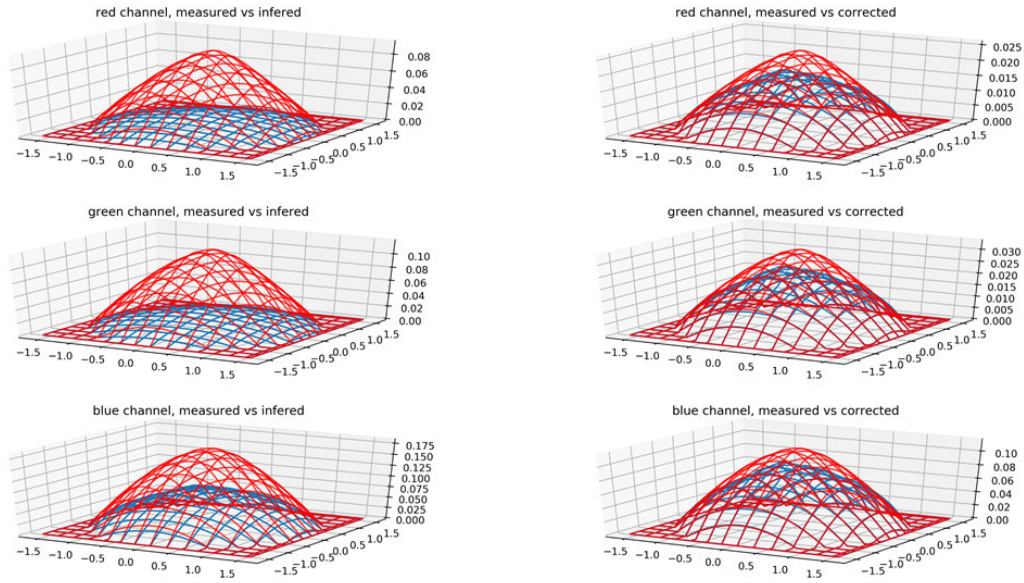 red channel, measured vs infered
0.08
0.06
0.04
0.02
0.00
−1.5 −1.0 −0.5 0.0 0.5 1.0 1.5
−1.5 −1.0 −0.5 0.0 0.5 1.0 1.5
red channel, measured vs corrected
0.025
0.020
0.015
0.010
0.005
0.000
−1.5 −1.0 −0.5 0.0 0.5 1.0 1.5
−1.5 −1.0 −0.5 0.0 0.5 1.0 1.5
green channel, measured vs infered
0.10
0.08
0.06
0.04
0.02
0.00
−1.5 −1.0 −0.5 0.0 0.5 1.0 1.5
−1.5 −1.0 −0.5 0.0 0.5 1.0 1.5
green channel, measured vs corrected
0.030
0.025
0.020
0.015
0.010
0.005
0.000
−1.5 −1.0 −0.5 0.0 0.5 1.0 1.5
−1.5 −1.0 −0.5 0.0 0.5 1.0 1.5
blue channel, measured vs infered
0.175
0.150
0.125
0.100
0.075
0.050
0.025
0.000
−1.5 −1.0 −0.5 0.0 0.5 1.0 1.5
−1.5 −1.0 −0.5 0.0 0.5 1.0 1.5
blue channel, measured vs corrected
0.10
0.08
0.06
0.04
0.02
0.00
−1.5 −1.0 −0.5 0.0 0.5 1.0 1.5
−1.5 −1.0 −0.5 0.0 0.5 1.0 1.5